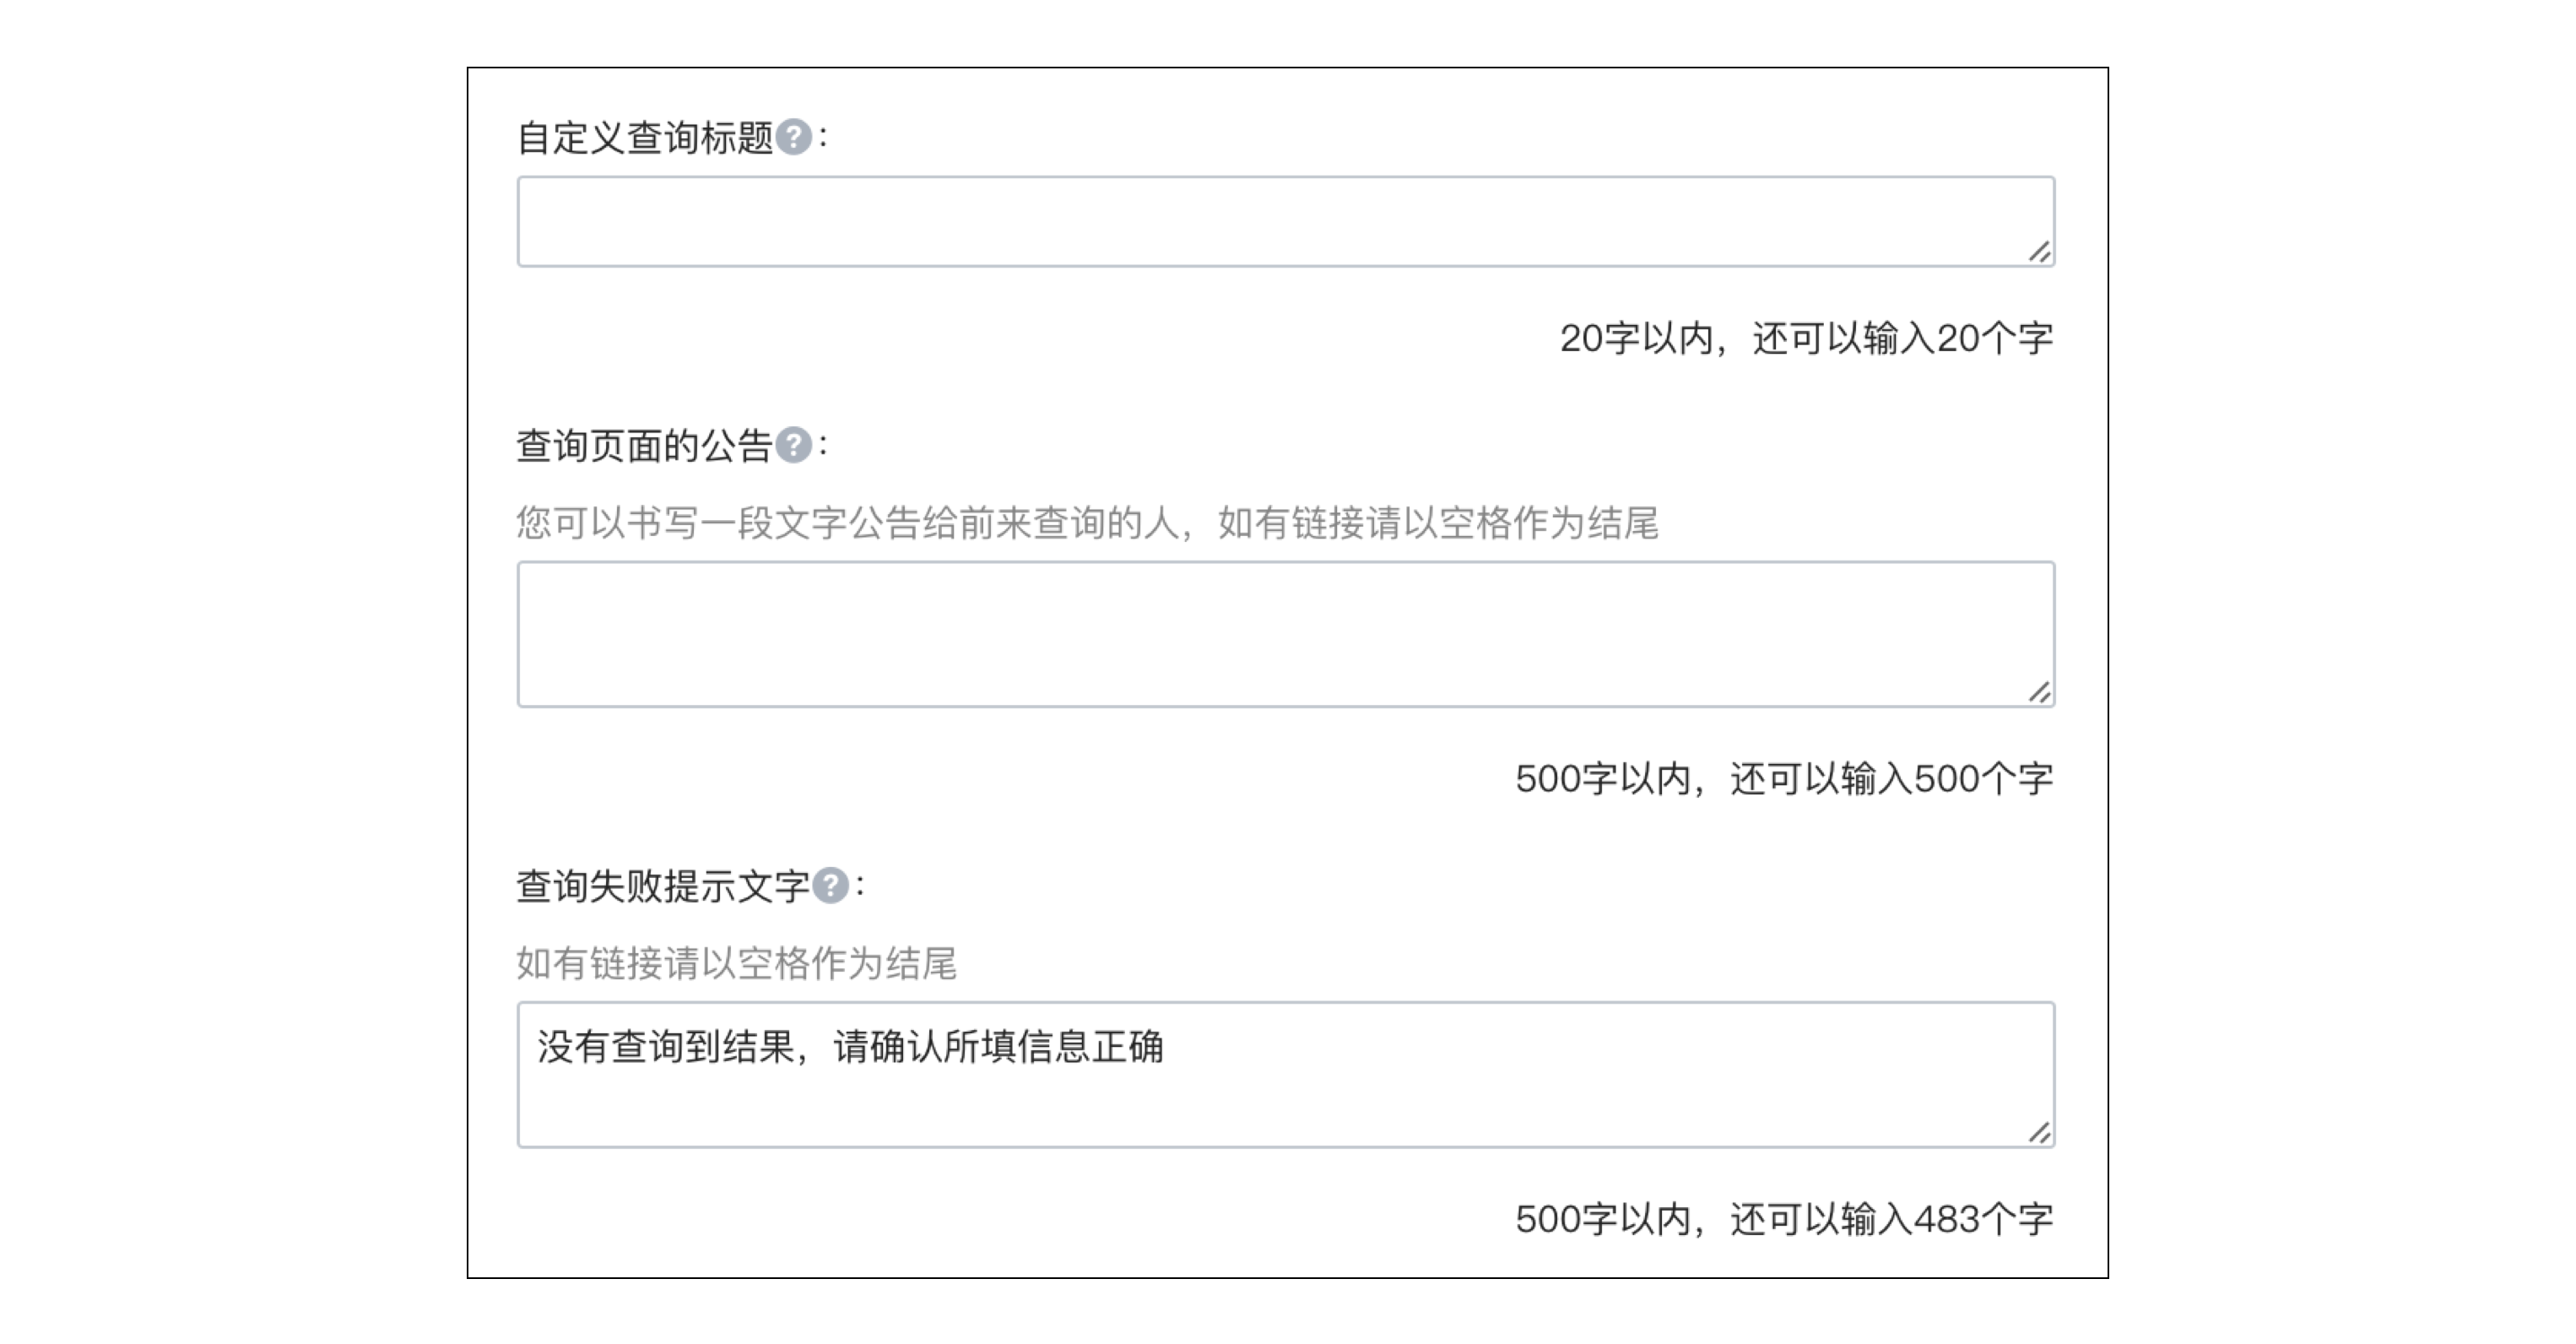 自定义查询标题?：
20字以内，还可以输入20个字
查询页面的公告?：
您可以书写一段文字公告给前来查询的人，如有链接请以空格作为结尾
500字以内，还可以输入500个字
查询失败提示文字?：
如有链接请以空格作为结尾
没有查询到结果，请确认所填信息正确
500字以内，还可以输入483个字